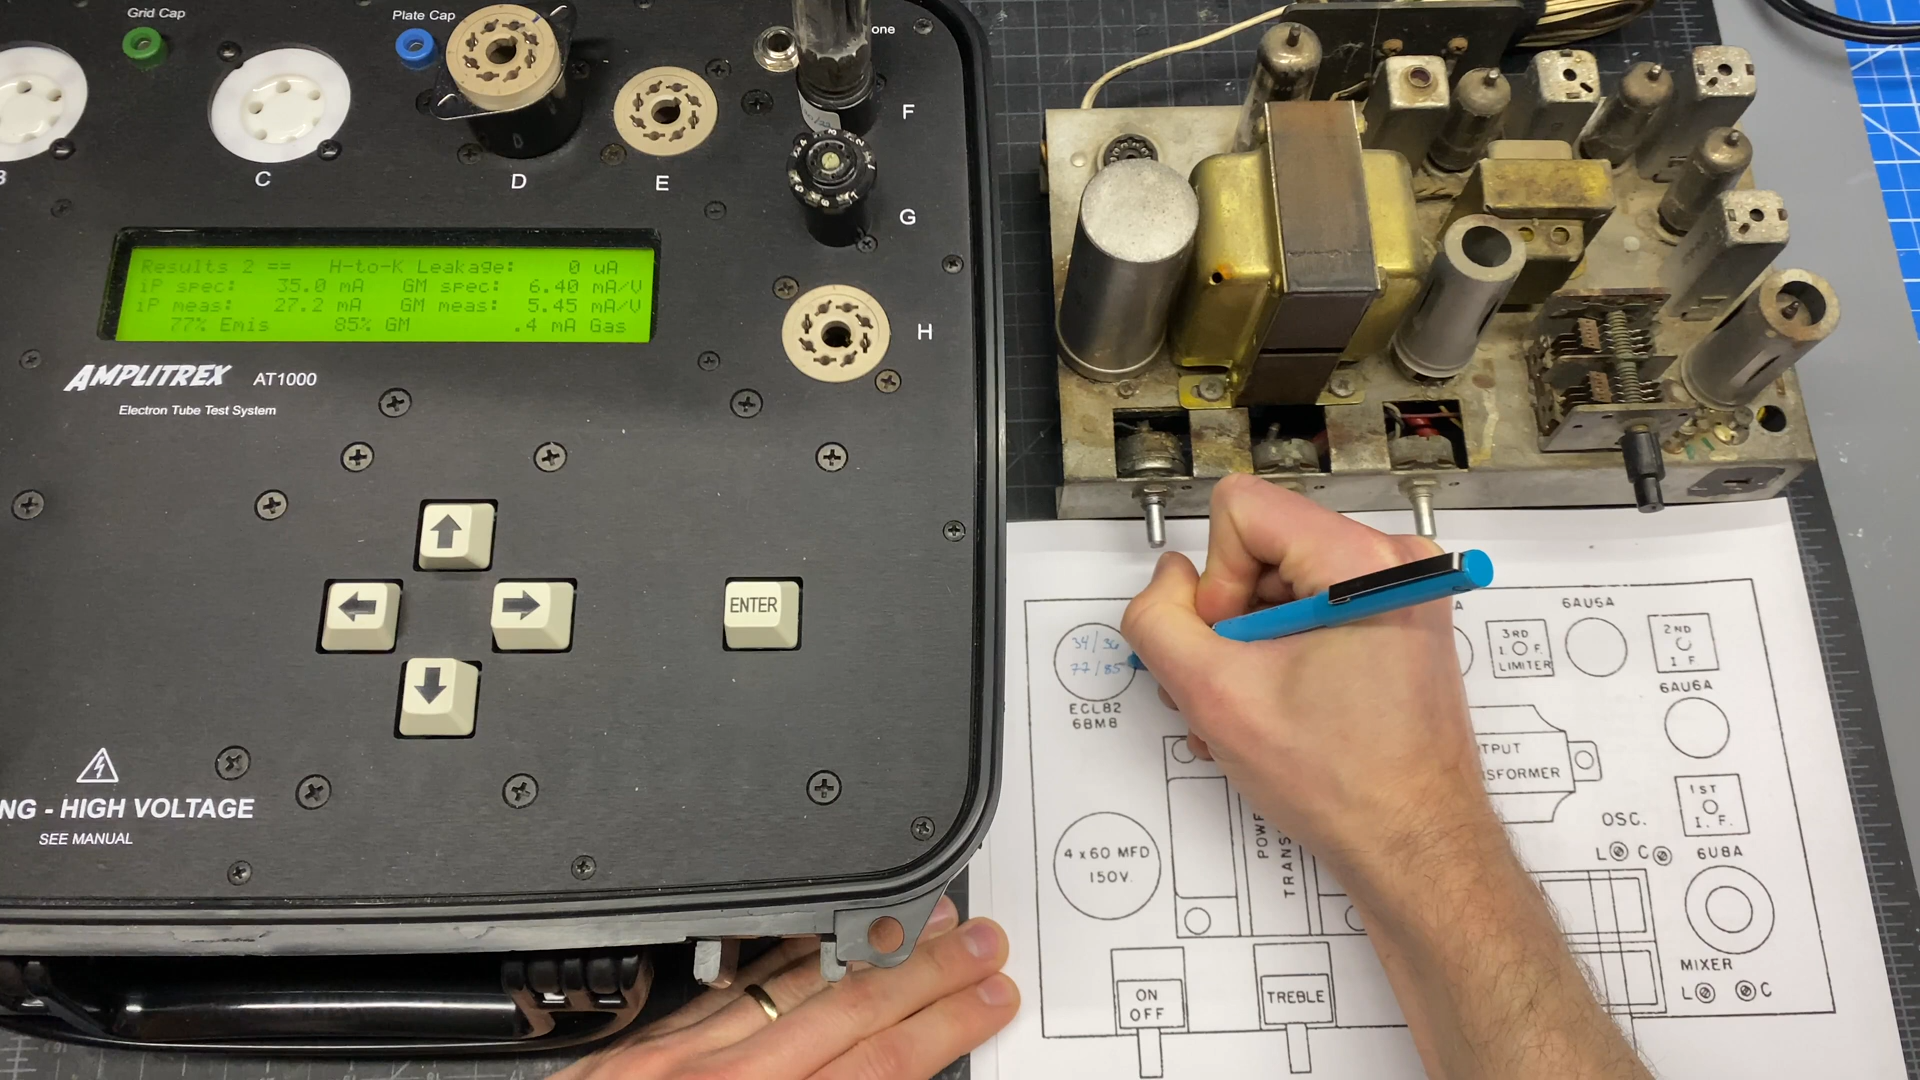 Grid Cap
Plate Cap
one
C
D
E
F
G
H
Results 2 == H-to-K Leakage: 0 uA
iP spec: 35.0 mA GM spec: 6.40 mA/V
iP meas: 27.2 mA GM meas: 5.45 mA/V
77% Emis 85% GM .4 mA Gas
AMPLITREX AT1000
Electron Tube Test System
ENTER
NG - HIGH VOLTAGE
SEE MANUAL
77/85
ECL82
6BM8
3RD
I. F.
LIMITER
6AU6A
2ND
I F
6AU6A
TPUT
SFORMER
1ST
I. F.
OSC.
L C
6U8A
4 x 60 MFD
150V.
POW
TRANS
ON
OFF
TREBLE
MIXER
L C